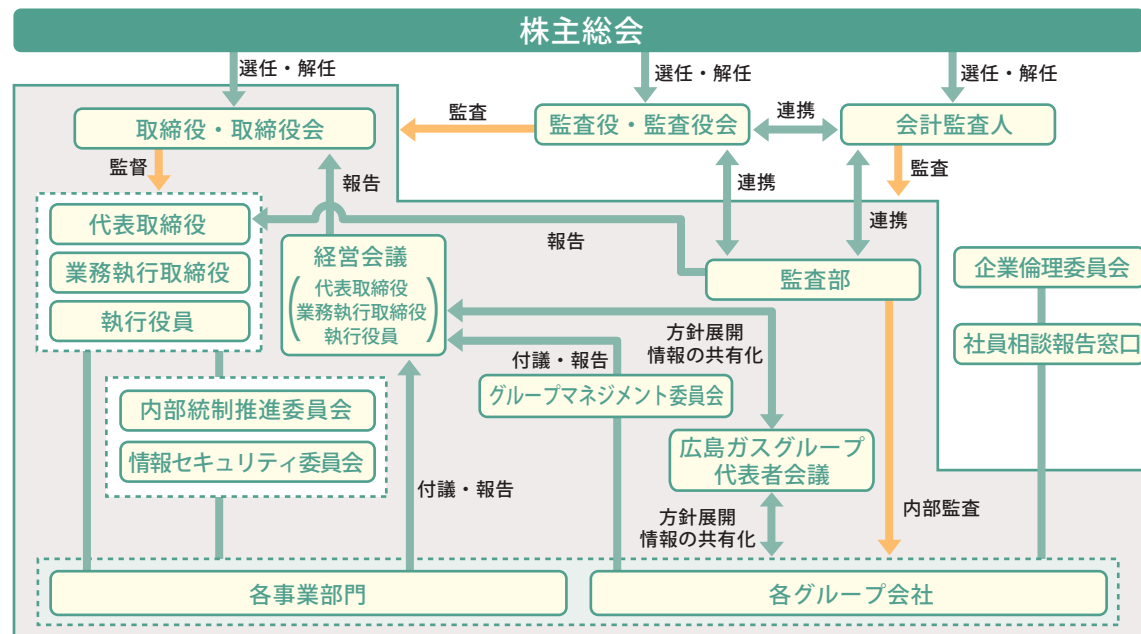 株主総会
選任・解任
選任・解任
選任・解任
取締役・取締役会
監査
監査役・監査役会
連携
会計監査人
監督
報告
連携
監査
連携
代表取締役
業務執行取締役
執行役員
報告
経営会議
代表取締役
業務執行取締役
執行役員
監査部
企業倫理委員会
社員相談報告窓口
方針展開
情報の共有化
付議・報告
グループマネジメント委員会
内部統制推進委員会
情報セキュリティ委員会
広島ガスグループ
代表者会議
付議・報告
内部監査
方針展開
情報の共有化
各事業部門
各グループ会社